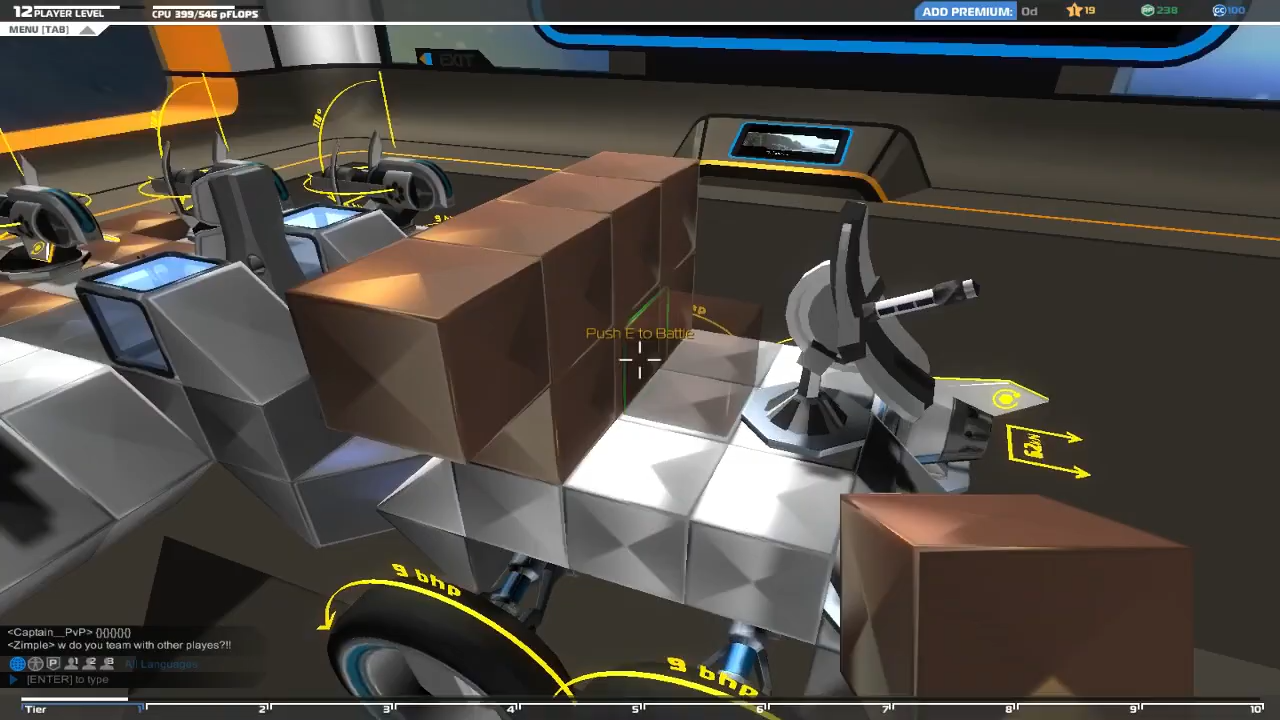 12 PLAYER LEVEL
CPU 399/546 pFLOPS
ADD PREMIUM: 0d
19
238
100
MENU [TAB]
EXIT
Push E to Battle
9 bhp
9 bhp
<Captain__PvP> {}{}{}{}{}{}
<Zimple> w do you team with other playes?!!
All Languages
[ENTER] to type
Tier 1 2 3 4 5 6 7 8 9 10